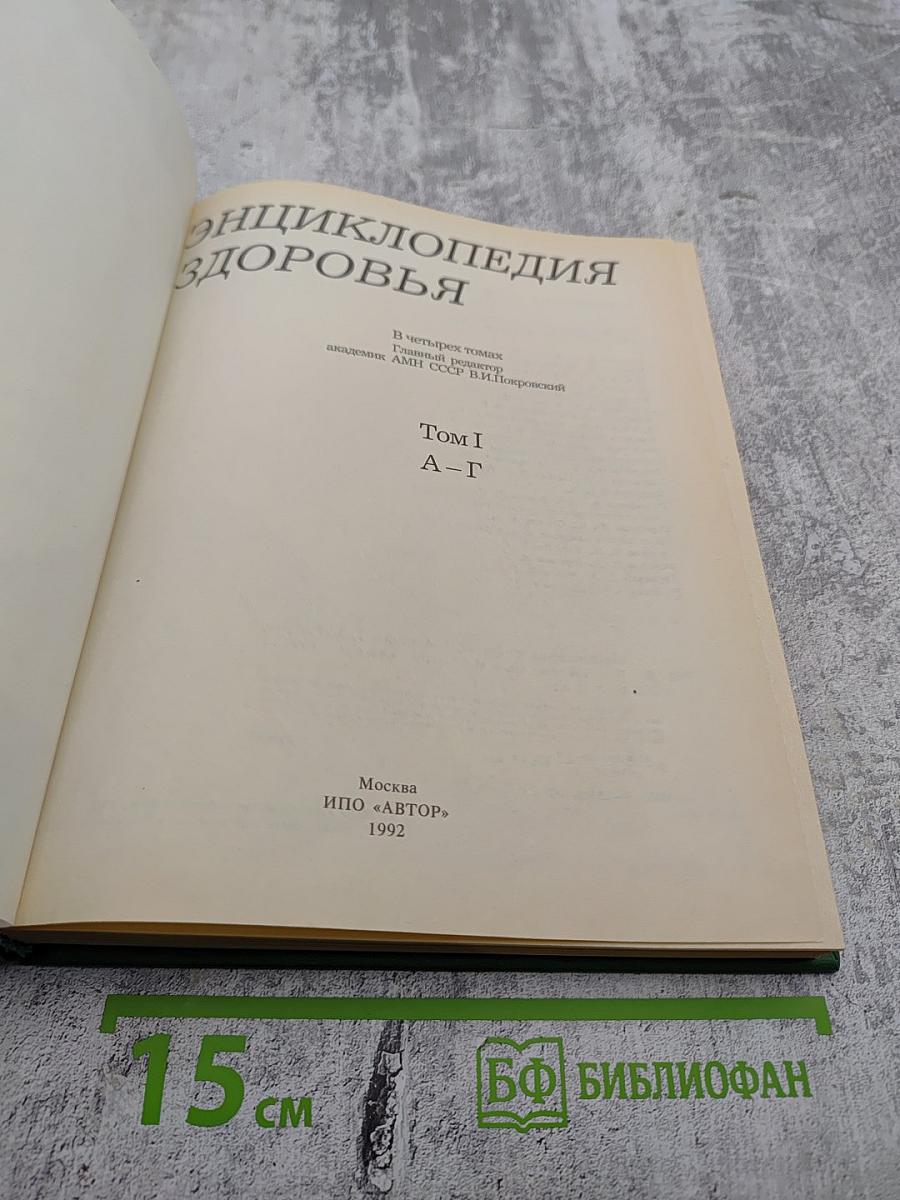 ЭНЦИКЛОПЕДИЯ
ЗДОРОВЬЯ
В четырех томах
Главный редактор
академик АМН СССР В.И.Покровский
Том I
А – Г
Москва
ИПО «АВТОР»
1992
15 см
БФ БИБЛИОФАН